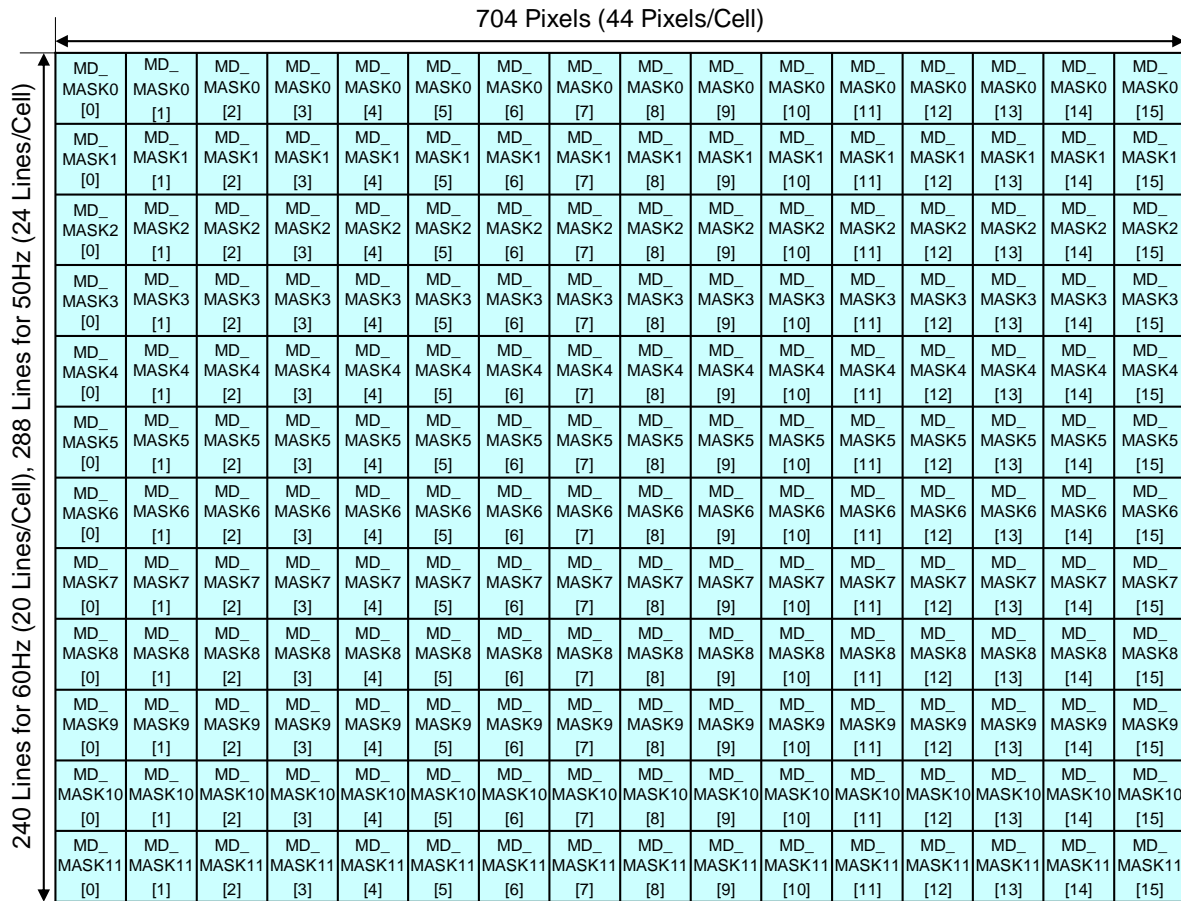 704 Pixels (44 Pixels/Cell)
240 Lines for 60Hz (20 Lines/Cell), 288 Lines for 50Hz (24 Lines/Cell)
MD_ MD_ MD_ MD_ MD_ MD_ MD_ MD_ MD_ MD_ MD_ MD_ MD_ MD_ MD_ MD_
MASK0 MASK0 MASK0 MASK0 MASK0 MASK0 MASK0 MASK0 MASK0 MASK0 MASK0 MASK0 MASK0 MASK0 MASK0 MASK0
[0] [1] [2] [3] [4] [5] [6] [7] [8] [9] [10] [11] [12] [13] [14] [15]
MD_ MD_ MD_ MD_ MD_ MD_ MD_ MD_ MD_ MD_ MD_ MD_ MD_ MD_ MD_ MD_
MASK1 MASK1 MASK1 MASK1 MASK1 MASK1 MASK1 MASK1 MASK1 MASK1 MASK1 MASK1 MASK1 MASK1 MASK1 MASK1
[0] [1] [2] [3] [4] [5] [6] [7] [8] [9] [10] [11] [12] [13] [14] [15]
MD_ MD_ MD_ MD_ MD_ MD_ MD_ MD_ MD_ MD_ MD_ MD_ MD_ MD_ MD_ MD_
MASK2 MASK2 MASK2 MASK2 MASK2 MASK2 MASK2 MASK2 MASK2 MASK2 MASK2 MASK2 MASK2 MASK2 MASK2 MASK2
[0] [1] [2] [3] [4] [5] [6] [7] [8] [9] [10] [11] [12] [13] [14] [15]
MD_ MD_ MD_ MD_ MD_ MD_ MD_ MD_ MD_ MD_ MD_ MD_ MD_ MD_ MD_ MD_
MASK3 MASK3 MASK3 MASK3 MASK3 MASK3 MASK3 MASK3 MASK3 MASK3 MASK3 MASK3 MASK3 MASK3 MASK3 MASK3
[0] [1] [2] [3] [4] [5] [6] [7] [8] [9] [10] [11] [12] [13] [14] [15]
MD_ MD_ MD_ MD_ MD_ MD_ MD_ MD_ MD_ MD_ MD_ MD_ MD_ MD_ MD_ MD_
MASK4 MASK4 MASK4 MASK4 MASK4 MASK4 MASK4 MASK4 MASK4 MASK4 MASK4 MASK4 MASK4 MASK4 MASK4 MASK4
[0] [1] [2] [3] [4] [5] [6] [7] [8] [9] [10] [11] [12] [13] [14] [15]
MD_ MD_ MD_ MD_ MD_ MD_ MD_ MD_ MD_ MD_ MD_ MD_ MD_ MD_ MD_ MD_
MASK5 MASK5 MASK5 MASK5 MASK5 MASK5 MASK5 MASK5 MASK5 MASK5 MASK5 MASK5 MASK5 MASK5 MASK5 MASK5
[0] [1] [2] [3] [4] [5] [6] [7] [8] [9] [10] [11] [12] [13] [14] [15]
MD_ MD_ MD_ MD_ MD_ MD_ MD_ MD_ MD_ MD_ MD_ MD_ MD_ MD_ MD_ MD_
MASK6 MASK6 MASK6 MASK6 MASK6 MASK6 MASK6 MASK6 MASK6 MASK6 MASK6 MASK6 MASK6 MASK6 MASK6 MASK6
[0] [1] [2] [3] [4] [5] [6] [7] [8] [9] [10] [11] [12] [13] [14] [15]
MD_ MD_ MD_ MD_ MD_ MD_ MD_ MD_ MD_ MD_ MD_ MD_ MD_ MD_ MD_ MD_
MASK7 MASK7 MASK7 MASK7 MASK7 MASK7 MASK7 MASK7 MASK7 MASK7 MASK7 MASK7 MASK7 MASK7 MASK7 MASK7
[0] [1] [2] [3] [4] [5] [6] [7] [8] [9] [10] [11] [12] [13] [14] [15]
MD_ MD_ MD_ MD_ MD_ MD_ MD_ MD_ MD_ MD_ MD_ MD_ MD_ MD_ MD_ MD_
MASK8 MASK8 MASK8 MASK8 MASK8 MASK8 MASK8 MASK8 MASK8 MASK8 MASK8 MASK8 MASK8 MASK8 MASK8 MASK8
[0] [1] [2] [3] [4] [5] [6] [7] [8] [9] [10] [11] [12] [13] [14] [15]
MD_ MD_ MD_ MD_ MD_ MD_ MD_ MD_ MD_ MD_ MD_ MD_ MD_ MD_ MD_ MD_
MASK9 MASK9 MASK9 MASK9 MASK9 MASK9 MASK9 MASK9 MASK9 MASK9 MASK9 MASK9 MASK9 MASK9 MASK9 MASK9
[0] [1] [2] [3] [4] [5] [6] [7] [8] [9] [10] [11] [12] [13] [14] [15]
MD_ MD_ MD_ MD_ MD_ MD_ MD_ MD_ MD_ MD_ MD_ MD_ MD_ MD_ MD_ MD_
MASK10 MASK10 MASK10 MASK10 MASK10 MASK10 MASK10 MASK10 MASK10 MASK10 MASK10 MASK10 MASK10 MASK10 MASK10 MASK10
[0] [1] [2] [3] [4] [5] [6] [7] [8] [9] [10] [11] [12] [13] [14] [15]
MD_ MD_ MD_ MD_ MD_ MD_ MD_ MD_ MD_ MD_ MD_ MD_ MD_ MD_ MD_ MD_
MASK11 MASK11 MASK11 MASK11 MASK11 MASK11 MASK11 MASK11 MASK11 MASK11 MASK11 MASK11 MASK11 MASK11 MASK11 MASK11
[0] [1] [2] [3] [4] [5] [6] [7] [8] [9] [10] [11] [12] [13] [14] [15]